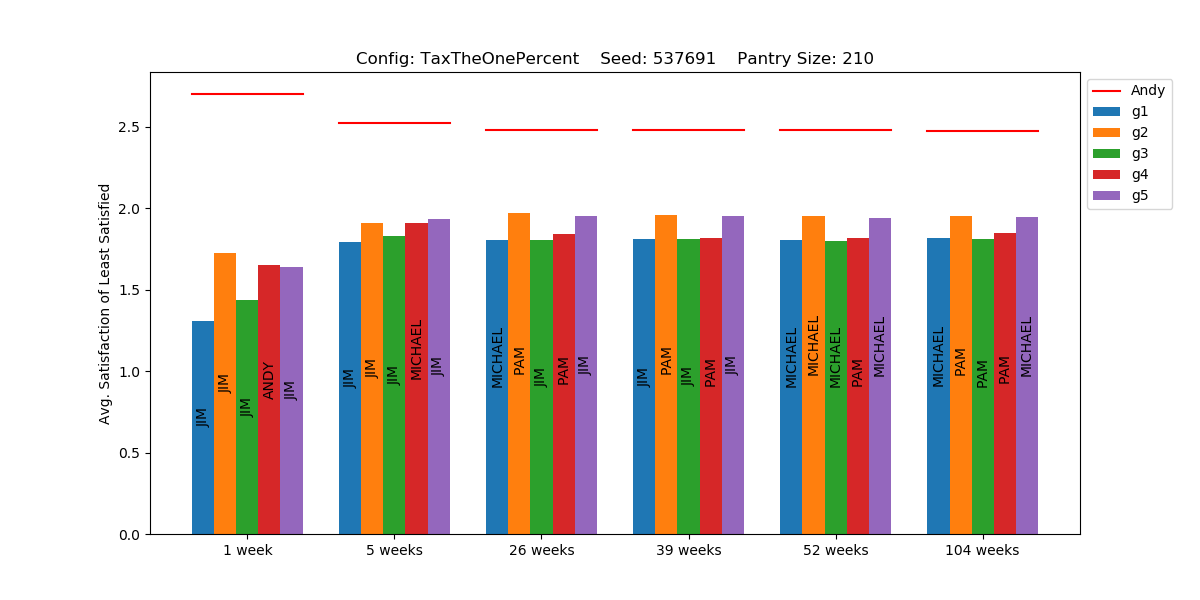 Config: TaxTheOnePercent    Seed: 537691    Pantry Size: 210
Avg. Satisfaction of Least Satisfied
2.5
2.0
1.5
1.0
0.5
0.0
JIM
JIM
JIM
ANDY
JIM
JIM
JIM
JIM
MICHAEL
JIM
MICHAEL
PAM
JIM
PAM
JIM
JIM
PAM
JIM
PAM
JIM
MICHAEL
MICHAEL
MICHAEL
PAM
MICHAEL
MICHAEL
PAM
PAM
PAM
MICHAEL
1 week
5 weeks
26 weeks
39 weeks
52 weeks
104 weeks
Andy
g1
g2
g3
g4
g5